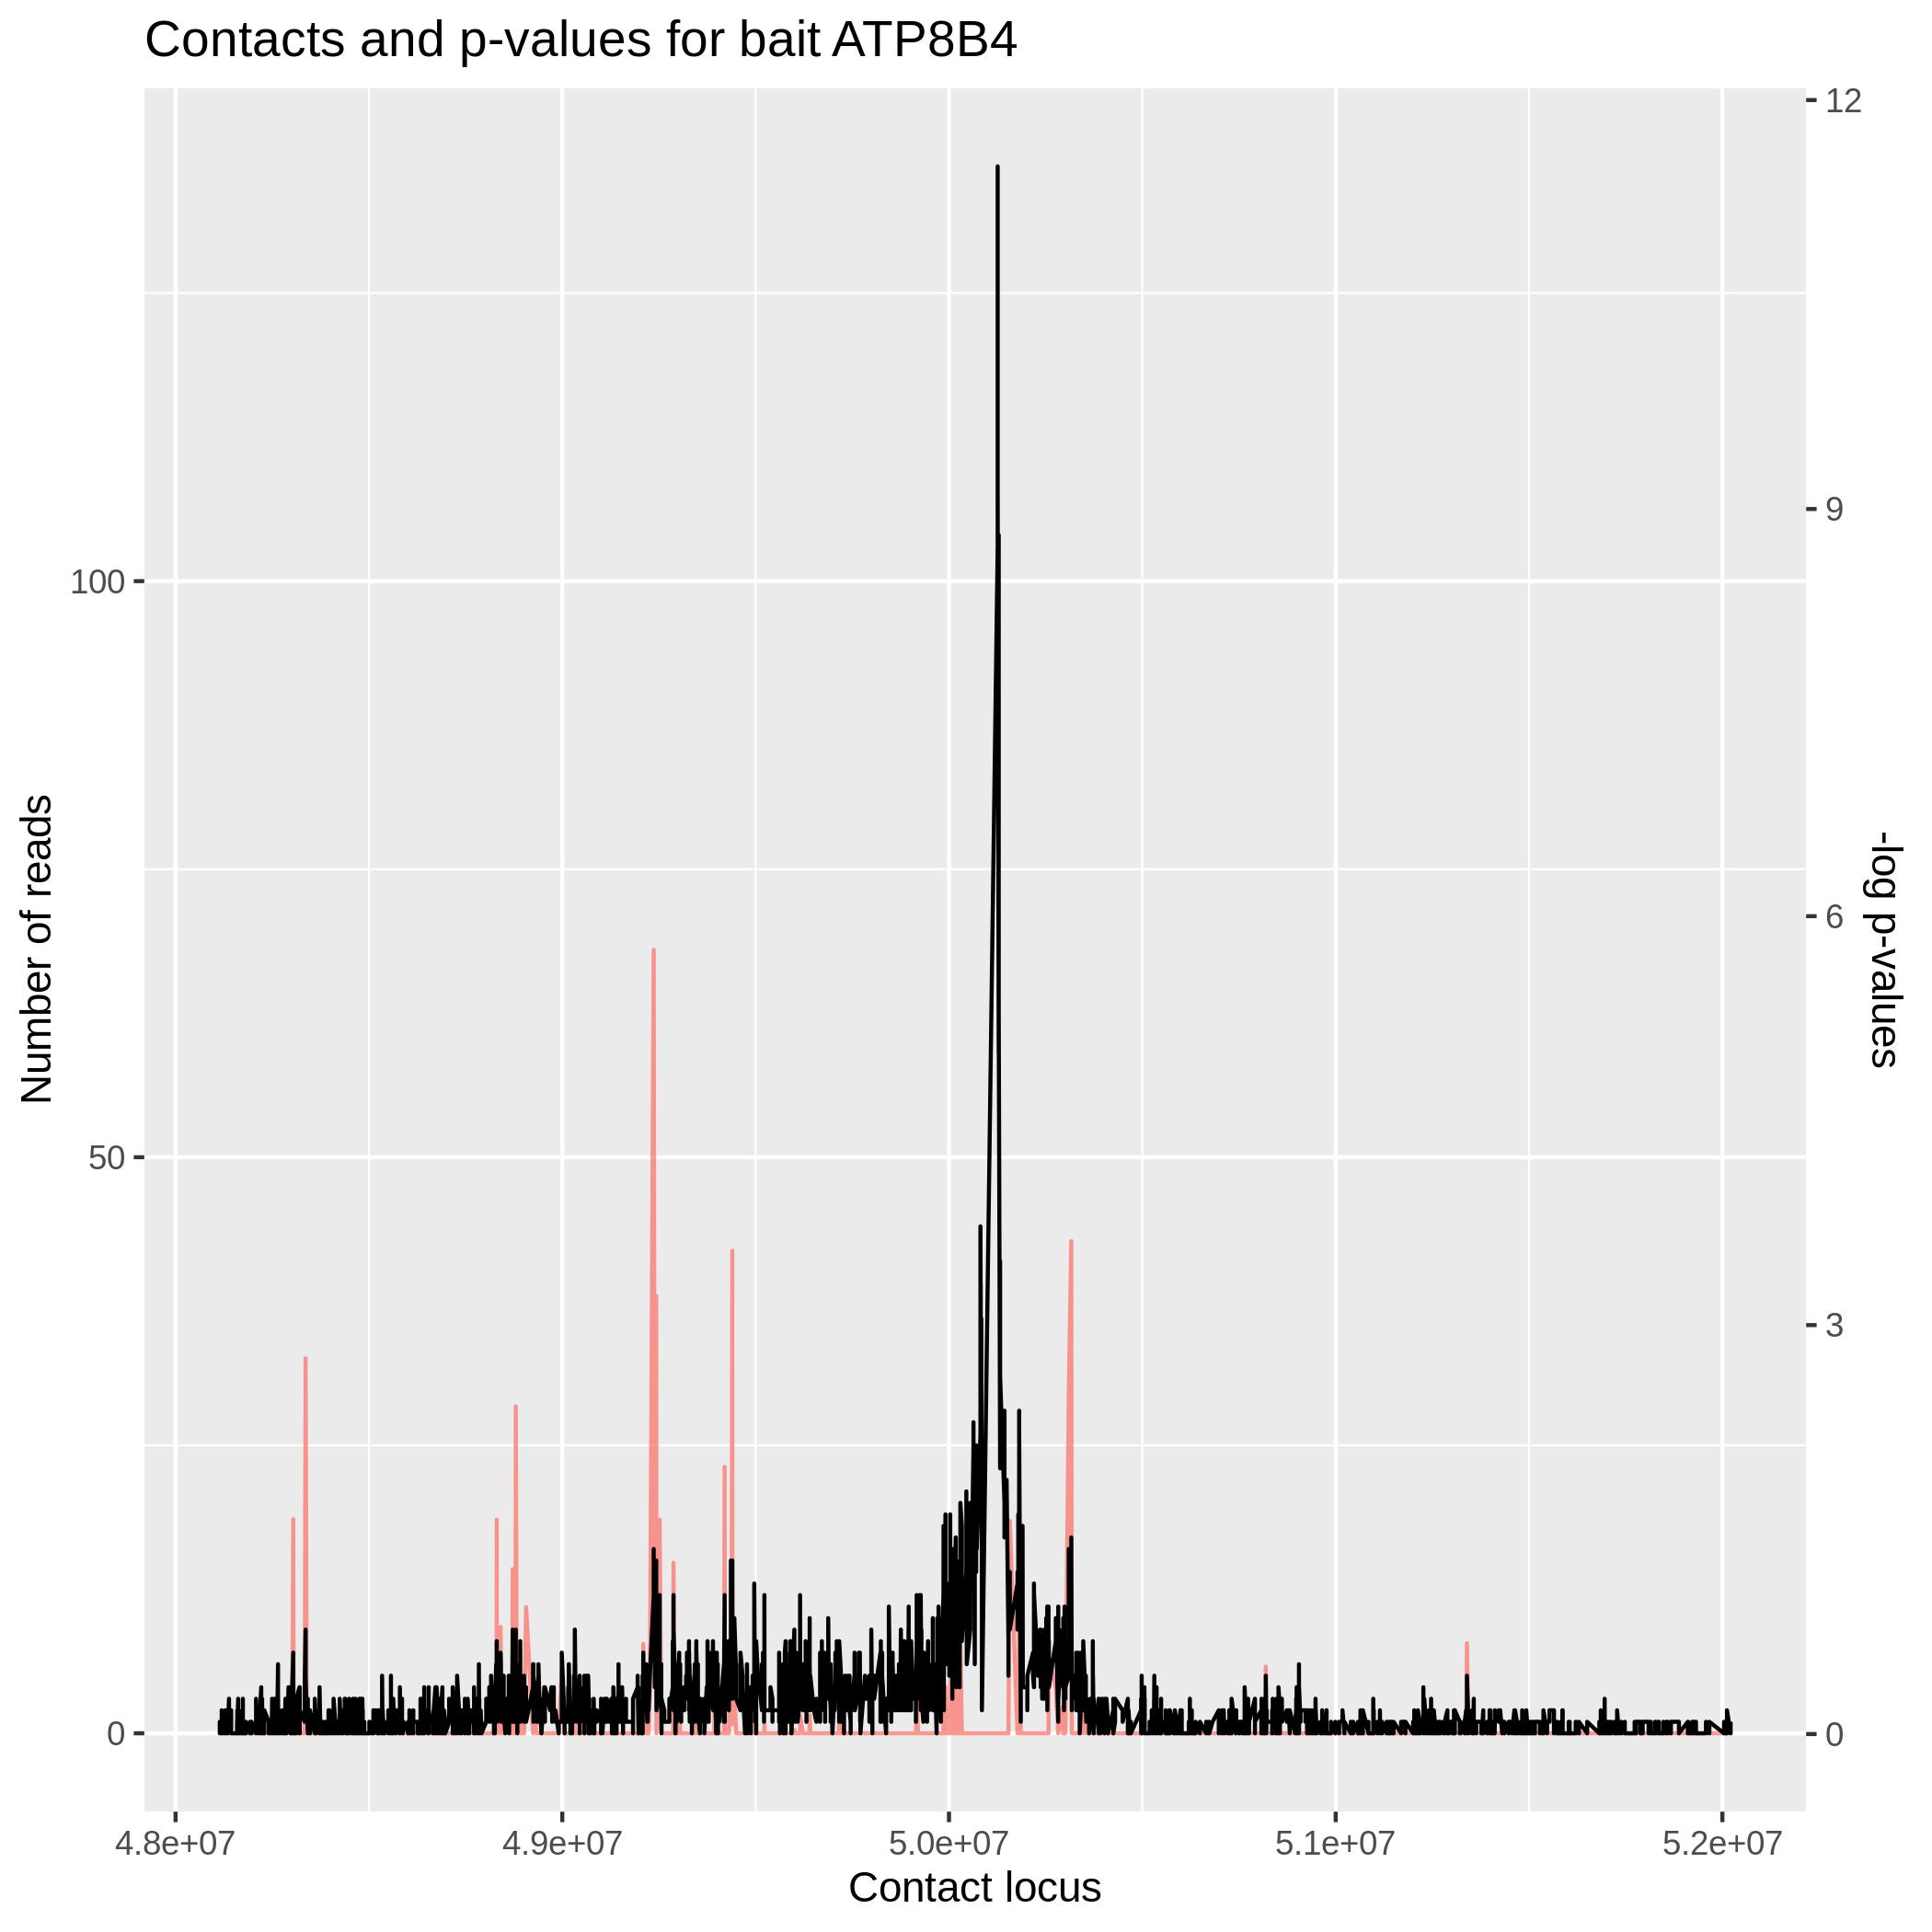 Contacts and p-values for bait ATP8B4
12
9
100
Number of reads
-log p-values
6
50
3
0
0
4.8e+07
4.9e+07
5.0e+07
5.1e+07
5.2e+07
Contact locus